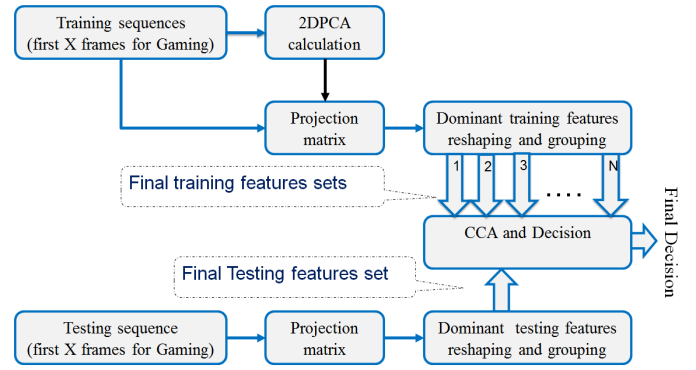 Training sequences
(first X frames for Gaming)
2DPCA
calculation
Projection
matrix
Dominant training features
reshaping and grouping
1 2 3 .... N
Final training features sets
CCA and Decision
Final Decision
Final Testing features set
Testing sequence
(first X frames for Gaming)
Projection
matrix
Dominant testing features
reshaping and grouping